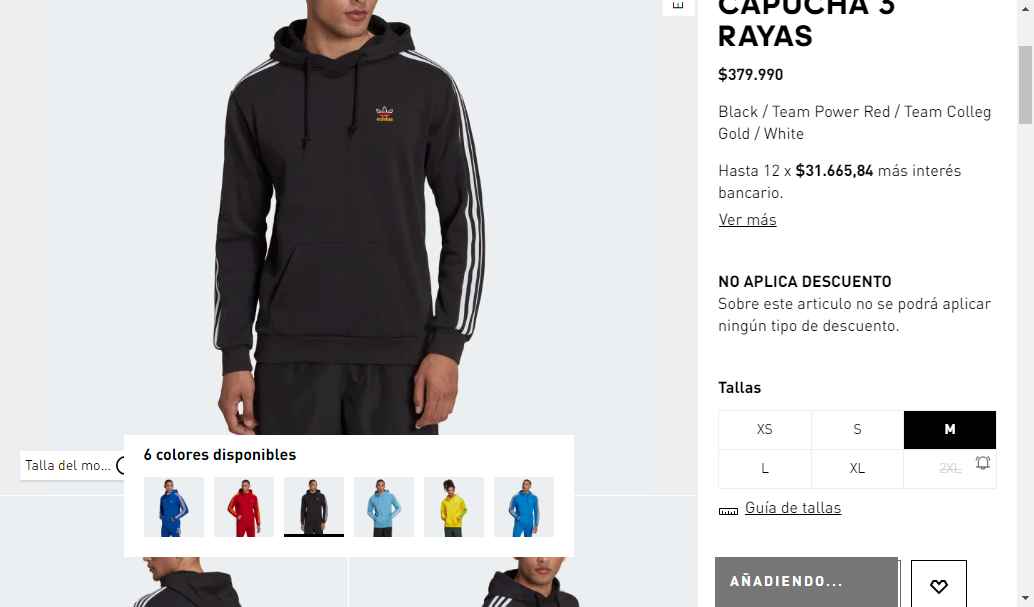 CAPUCHA 3
RAYAS
$379.990
Black / Team Power Red / Team Colleg
Gold / White
Hasta 12 x $31.665,84 más interés
bancario.
Ver más
NO APLICA DESCUENTO
Sobre este articulo no se podrá aplicar
ningún tipo de descuento.
Tallas
XS
S
M
L
XL
2XL
Guía de tallas
AÑADIENDO...
adidas
Talla del mo...
6 colores disponibles